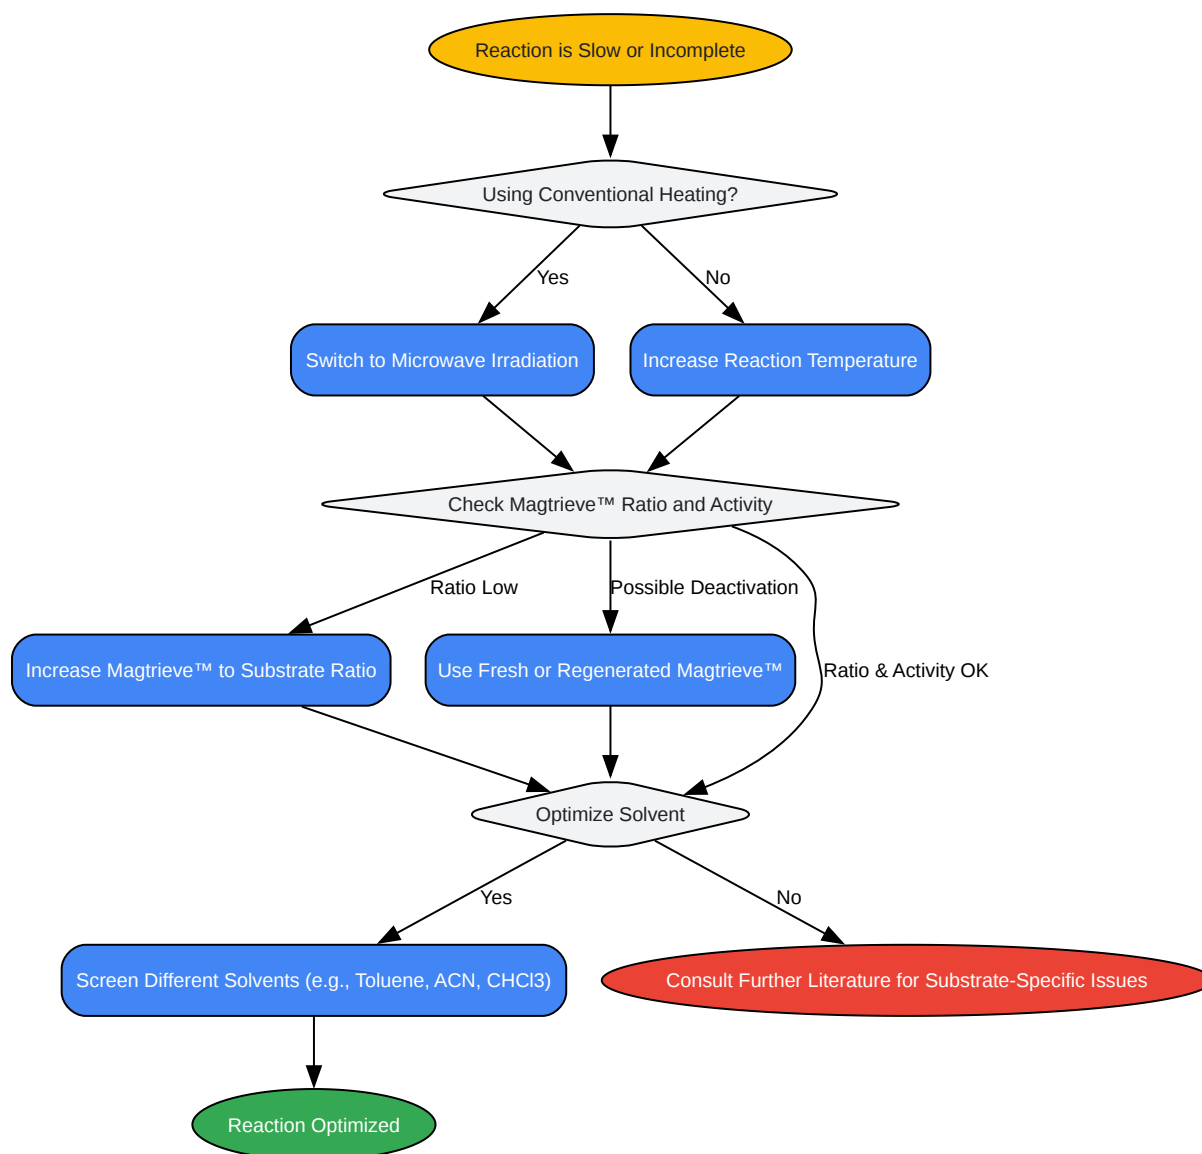 Reaction is Slow or Incomplete
Using Conventional Heating?
Yes
No
Switch to Microwave Irradiation
Increase Reaction Temperature
Check Magtrieve™ Ratio and Activity
Ratio Low
Possible Deactivation
Increase Magtrieve™ to Substrate Ratio
Use Fresh or Regenerated Magtrieve™
Ratio & Activity OK
Optimize Solvent
Yes
No
Screen Different Solvents (e.g., Toluene, ACN, CHCl3)
Consult Further Literature for Substrate-Specific Issues
Reaction Optimized